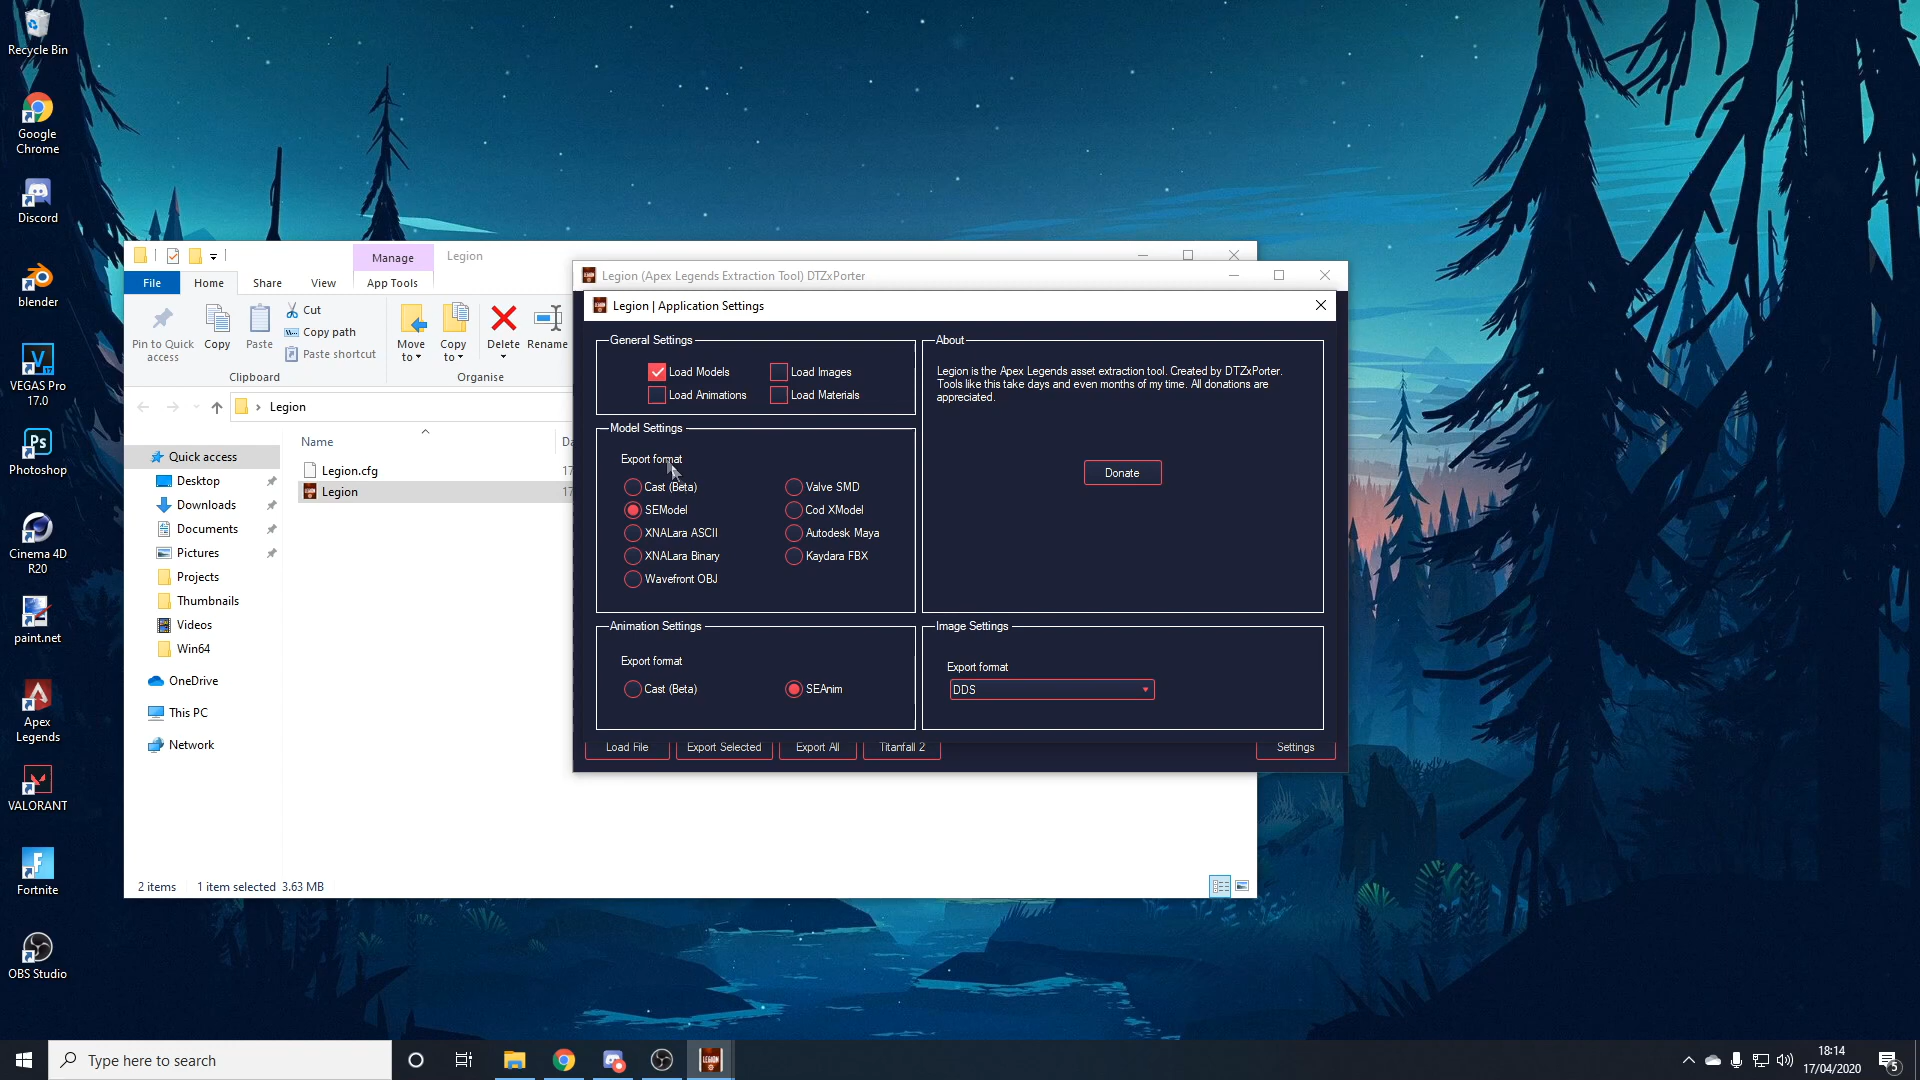 Recycle Bin
Google
Chrome
Discord
blender
VEGAS Pro
17.0
Photoshop
Cinema 4D
R20
paint.net
Apex
Legends
VALORANT
Fortnite
OBS Studio
Manage
Legion
File
Home
Share
View
App Tools
Pin to Quick
access
Copy
Paste
Cut
Copy path
Paste shortcut
Clipboard
Move
to
Copy
to
Delete
Rename
Organise
Legion
Name
Da
Quick access
Desktop
Downloads
Documents
Pictures
Projects
Thumbnails
Videos
Win64
OneDrive
This PC
Network
Legion.cfg
17
Legion
17
2 items
1 item selected 3.63 MB
Legion (Apex Legends Extraction Tool) DTZxPorter
Legion | Application Settings
General Settings
Load Models
Load Images
Load Animations
Load Materials
Model Settings
Export format
Cast (Beta)
Valve SMD
SEModel
Cod XModel
XNALara ASCII
Autodesk Maya
XNALara Binary
Kaydara FBX
Wavefront OBJ
Animation Settings
Export format
Cast (Beta)
SEAnim
About
Legion is the Apex Legends asset extraction tool. Created by DTZxPorter.
Tools like this take days and even months of my time. All donations are
appreciated.
Donate
Image Settings
Export format
DDS
Load File
Export Selected
Export All
Titanfall 2
Settings
Type here to search
18:14
17/04/2020
5